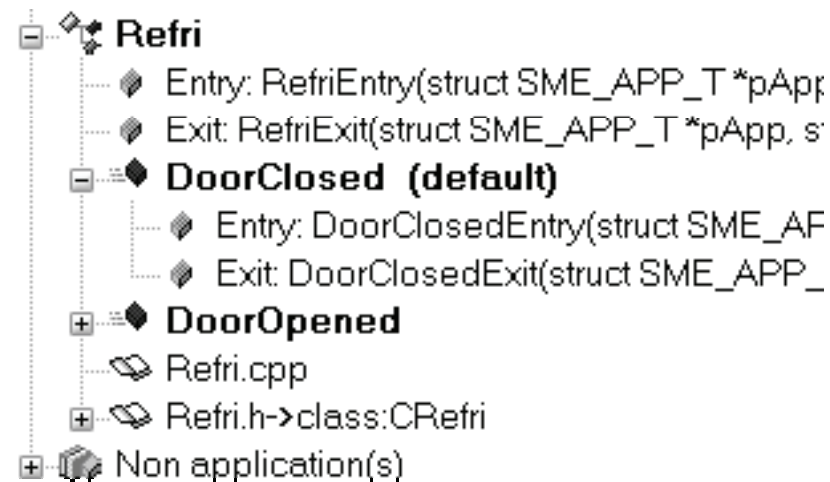 Refri
Entry: RefriEntry(struct SME_APP_T *pApp
Exit: RefriExit(struct SME_APP_T *pApp, st
DoorClosed (default)
Entry: DoorClosedEntry(struct SME_AP
Exit: DoorClosedExit(struct SME_APP_
DoorOpened
Refri.cpp
Refri.h->class:CRefri
Non application(s)